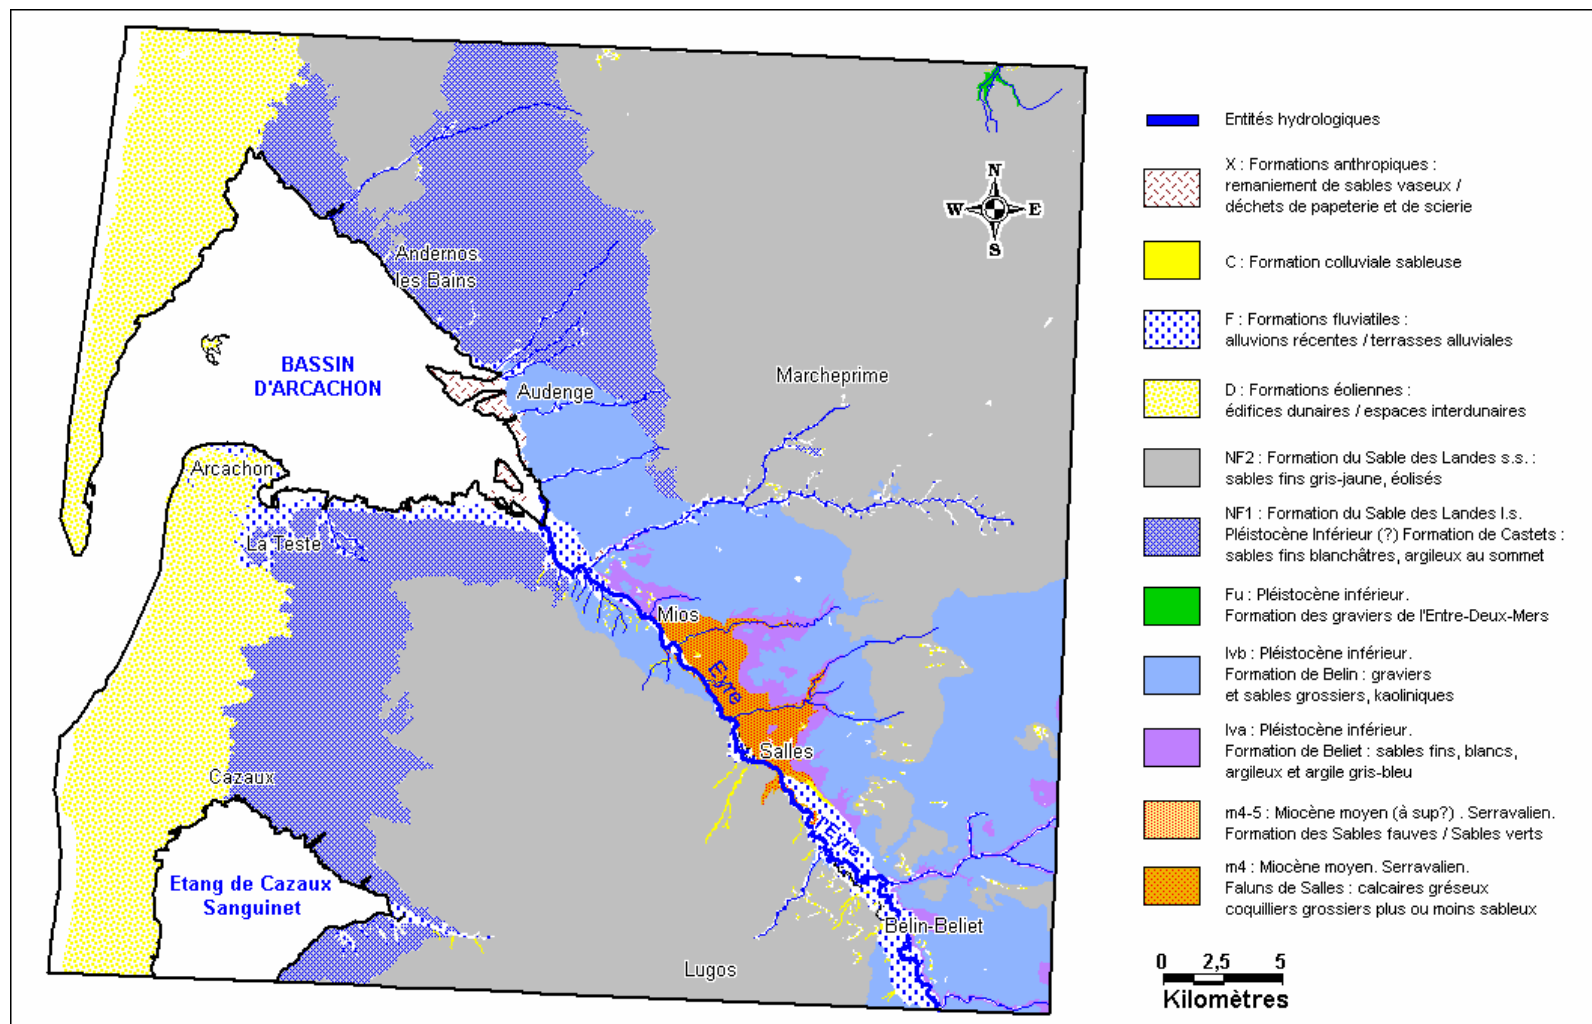 Andernos
les Bains
BASSIN
D'ARCACHON
Audenge
Marcheprime
Arcachon
La Teste
Mios
Eyre
Salles
Cazaux
l'Eyre
Etang de Cazaux
Sanguinet
Belin-Beliet
Lugos
N
W E
S
Entités hydrologiques
X : Formations anthropiques :
remaniement de sables vaseux /
déchets de papeterie et de scierie
C : Formation colluviale sableuse
F : Formations fluviatiles :
alluvions récentes / terrasses alluviales
D : Formations éoliennes :
édifices dunaires / espaces interdunaires
NF2 : Formation du Sable des Landes s.s. :
sables fins gris-jaune, éolisés
NF1 : Formation du Sable des Landes l.s.
Pléistocène Inférieur (?) Formation de Castets :
sables fins blanchâtres, argileux au sommet
Fu : Pléistocène inférieur.
Formation des graviers de l'Entre-Deux-Mers
Ivb : Pléistocène inférieur.
Formation de Belin : graviers
et sables grossiers, kaoliniques
Iva : Pléistocène inférieur.
Formation de Beliet : sables fins, blancs,
argileux et argile gris-bleu
m4-5 : Miocène moyen (à sup?) . Serravalien.
Formation des Sables fauves / Sables verts
m4 : Miocène moyen. Serravalien.
Faluns de Salles : calcaires gréseux
coquilliers grossiers plus ou moins sableux
0 2,5 5
Kilomètres